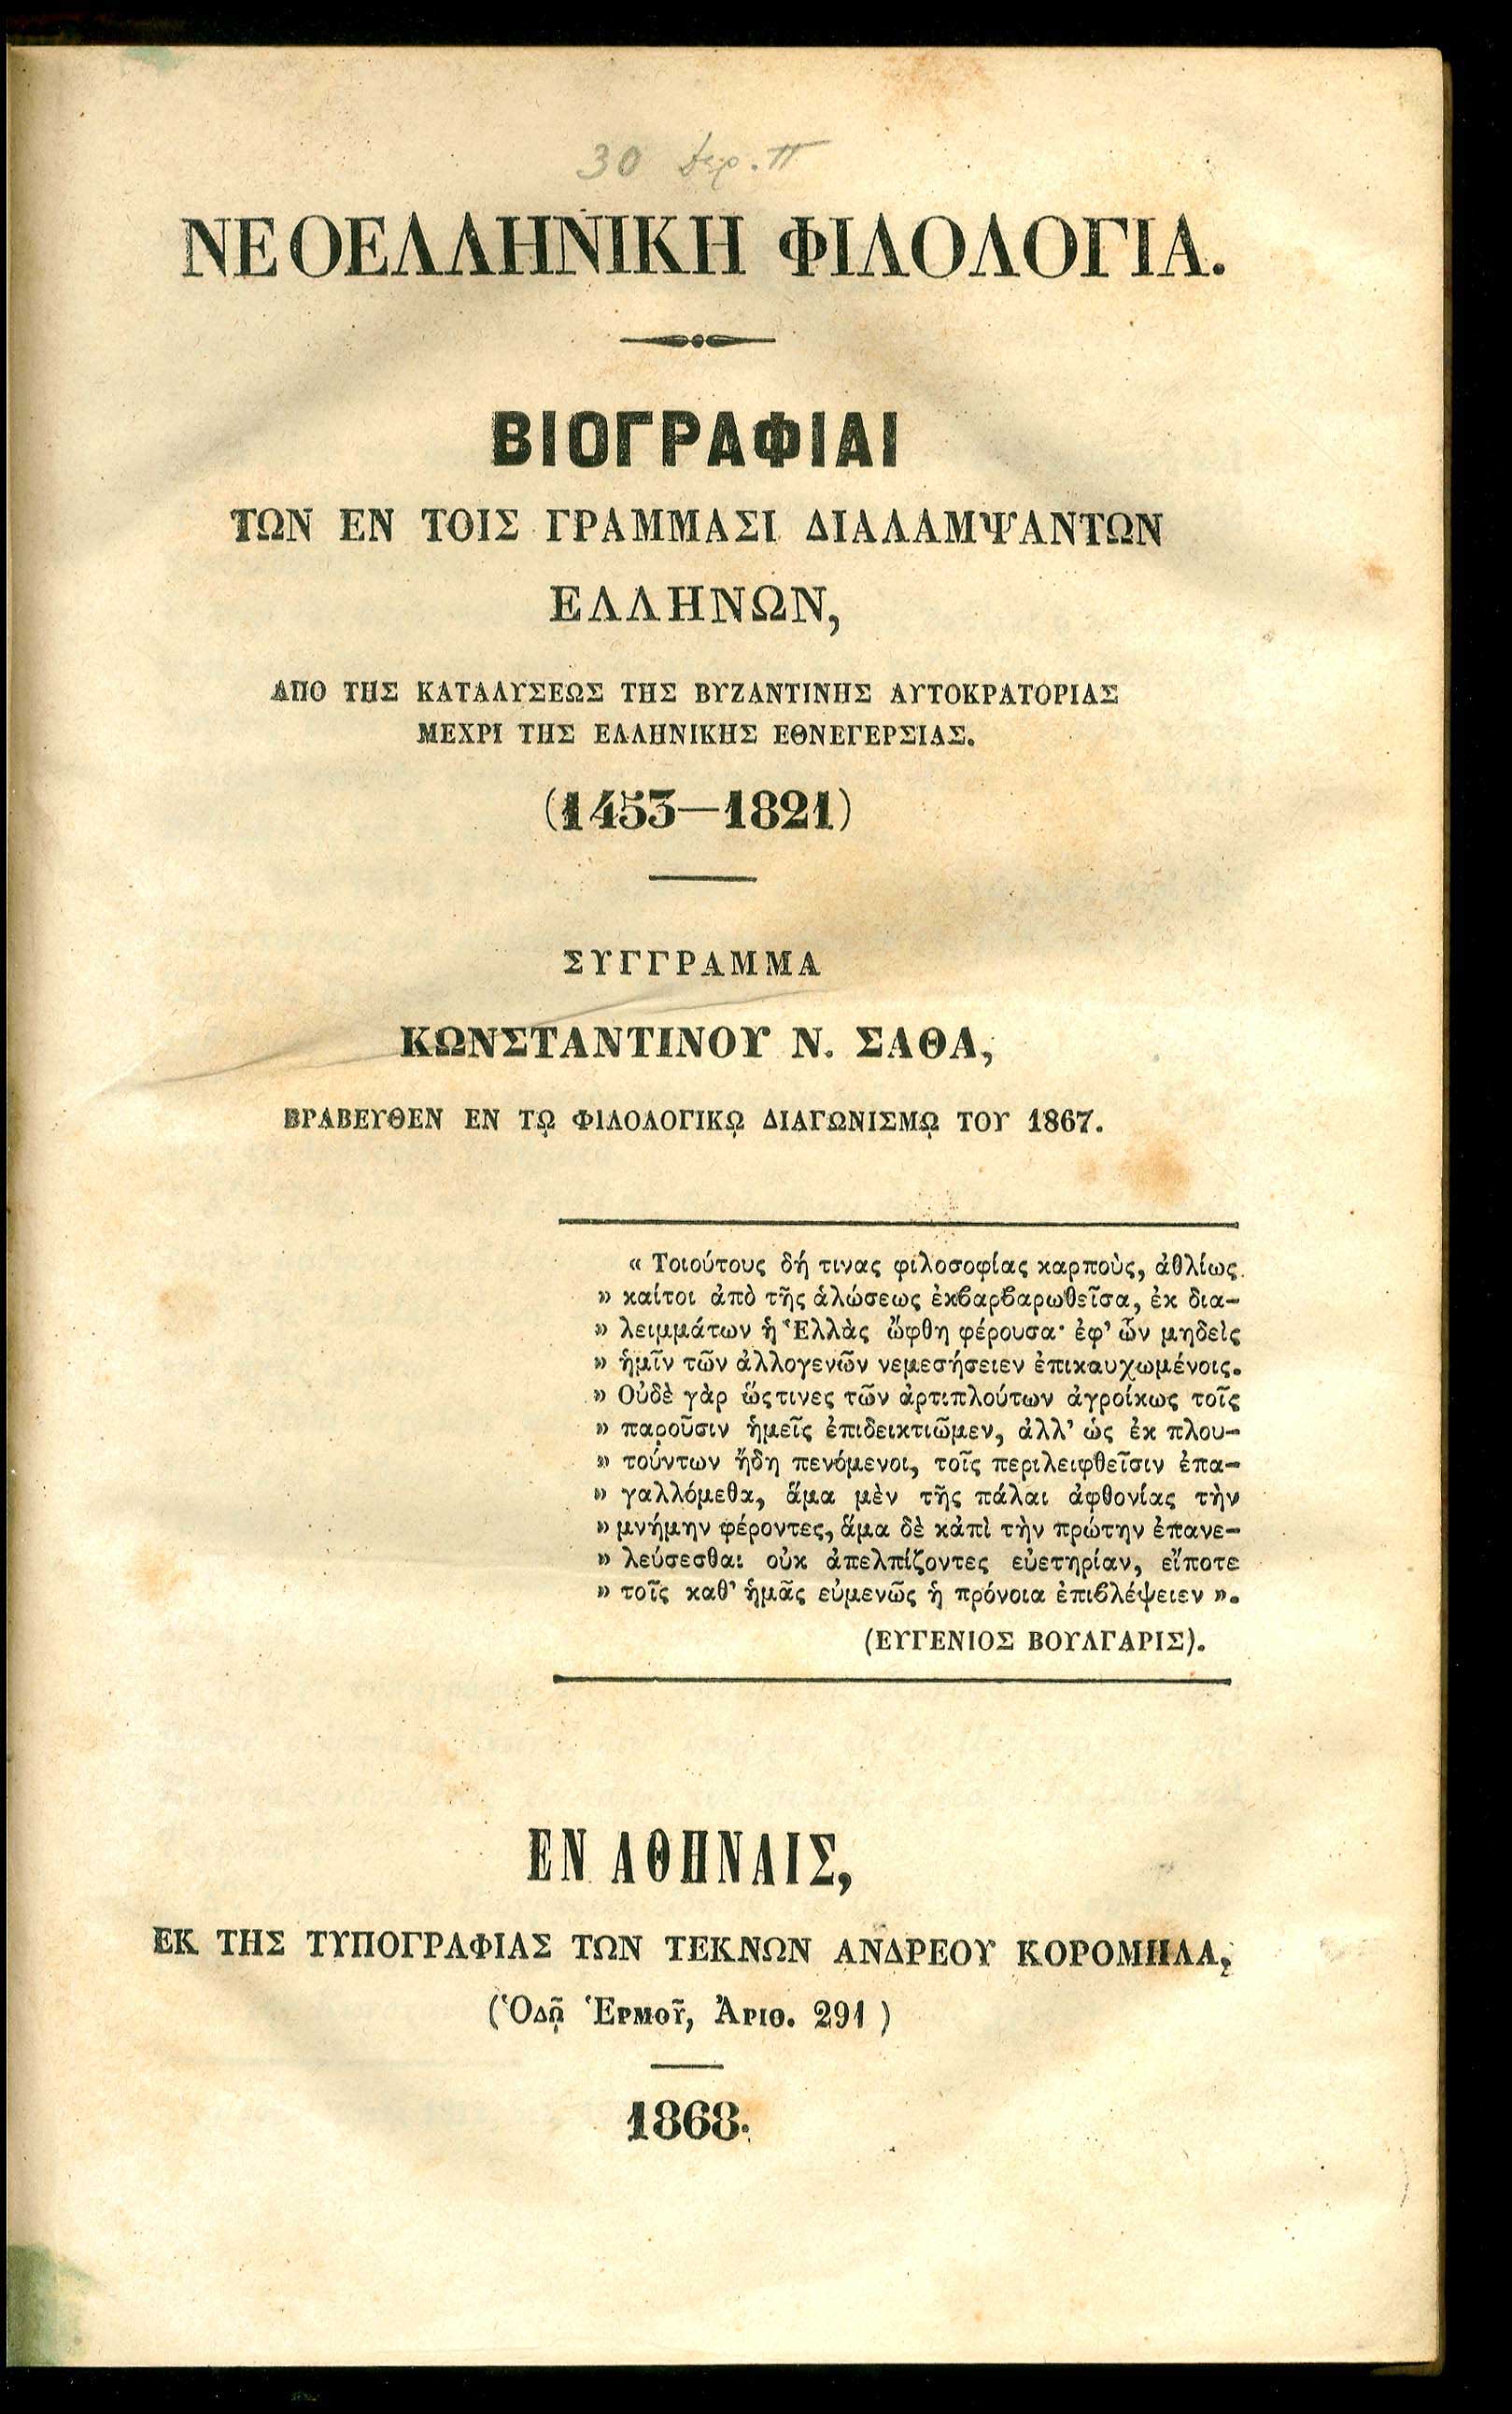 30 δερ. π
ΝΕΟΕΛΛΗΝΙΚΗ ΦΙΛΟΛΟΓΙΑ.
ΒΙΟΓΡΑΦΙΑΙ
ΤΩΝ ΕΝ ΤΟΙΣ ΓΡΑΜΜΑΣΙ ΔΙΑΛΑΜΨΑΝΤΩΝ
ΕΛΛΗΝΩΝ,
ΑΠΟ ΤΗΣ ΚΑΤΑΛΥΣΕΩΣ ΤΗΣ ΒΥΖΑΝΤΙΝΗΣ ΑΥΤΟΚΡΑΤΟΡΙΑΣ
ΜΕΧΡΙ ΤΗΣ ΕΛΛΗΝΙΚΗΣ ΕΘΝΕΓΕΡΣΙΑΣ.
(1453—1821)
ΣΥΓΓΡΑΜΜΑ
ΚΩΝΣΤΑΝΤΙΝΟΥ Ν. ΣΑΘΑ,
ΒΡΑΒΕΥΘΕΝ ΕΝ Τῼ ΦΙΛΟΛΟΓΙΚῼ ΔΙΑΓΩΝΙΣΜῼ ΤΟΥ 1867.
« Τοιούτους δή τινας φιλοσοφίας καρποὺς, ἀθλίως
» καίτοι ἀπὸ τῆς ἁλώσεως ἐκϐαρϐαρωθεῖσα, ἐκ δια-
» λειμμάτων ἡ Ἑλλὰς ὤφθη φέρουσα· ἐφ’ ὧν μηδεὶς
» ἡμῖν τῶν ἀλλογενῶν νεμεσήσειεν ἐπικαυχωμένοις.
» Οὐδὲ γὰρ ὥςτινες τῶν ἀρτιπλούτων ἀγροίκως τοῖς
» παροῦσιν ἡμεῖς ἐπιδεικτιῶμεν, ἀλλ’ ὡς ἐκ πλου-
» τούντων ἤδη πενόμενοι, τοῖς περιλειφθεῖσιν ἐπα-
» γαλλόμεθα, ἅμα μὲν τῆς πάλαι ἀφθονίας τὴν
» μνήμην φέροντες, ἅμα δὲ κἀπὶ τὴν πρώτην ἐπανε-
» λεύσεσθαι οὐκ ἀπελπίζοντες εὐετηρίαν, εἴποτε
» τοῖς καθ’ ἡμᾶς εὐμενῶς ἡ πρόνοια ἐπιϐλέψειεν ».
(ΕΥΓΕΝΙΟΣ ΒΟΥΛΓΑΡΙΣ).
ΕΝ ΑΘΗΝΑΙΣ,
ΕΚ ΤΗΣ ΤΥΠΟΓΡΑΦΙΑΣ ΤΩΝ ΤΕΚΝΩΝ ΑΝΔΡΕΟΥ ΚΟΡΟΜΗΛΑ,
(Ὁδῷ Ἑρμοῦ, Ἀριθ. 291)
1868.